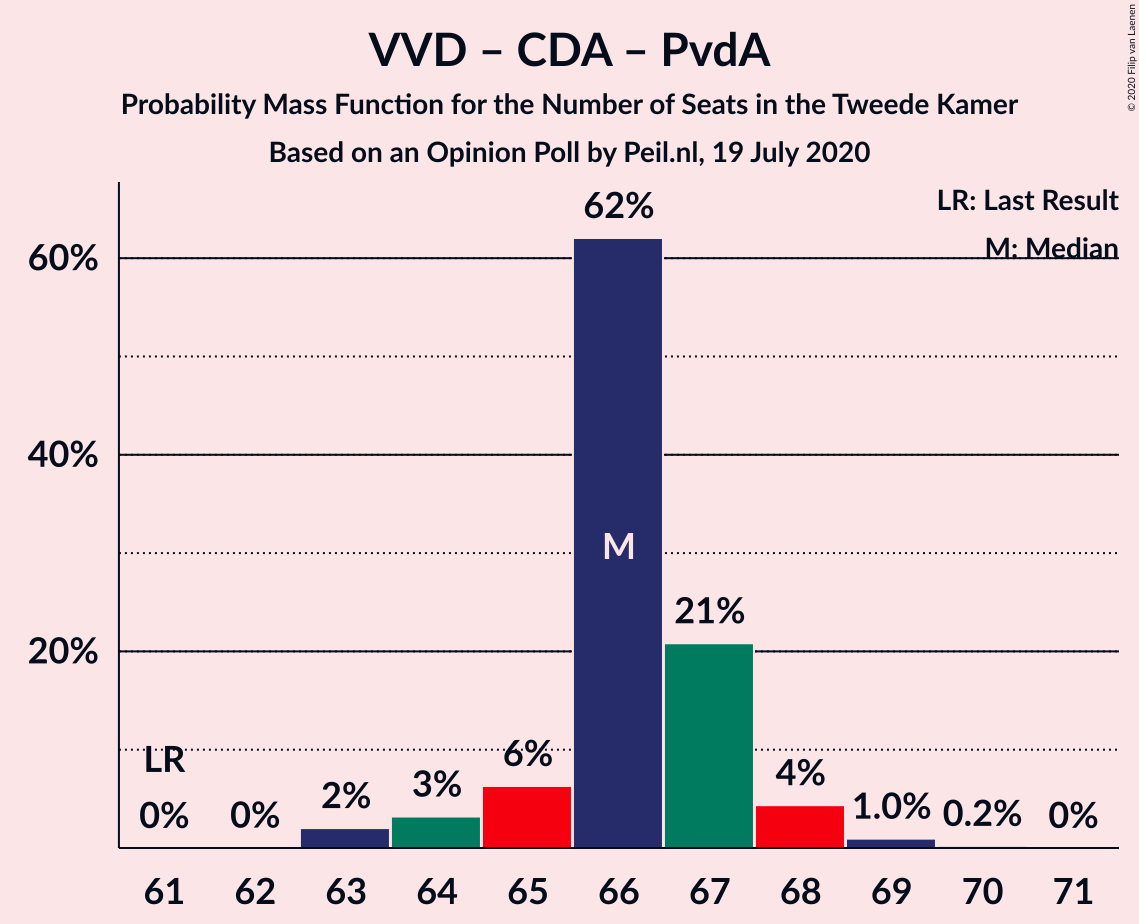 VVD – CDA – PvdA
Probability Mass Function for the Number of Seats in the Tweede Kamer
Based on an Opinion Poll by Peil.nl, 19 July 2020
© 2020 Filip van Laenen
LR: Last Result
M: Median
62%
60%
40%
M
21%
20%
LR
0%
0%
2%
3%
6%
4%
1.0%
0.2%
0%
61 62 63 64 65 66 67 68 69 70 71